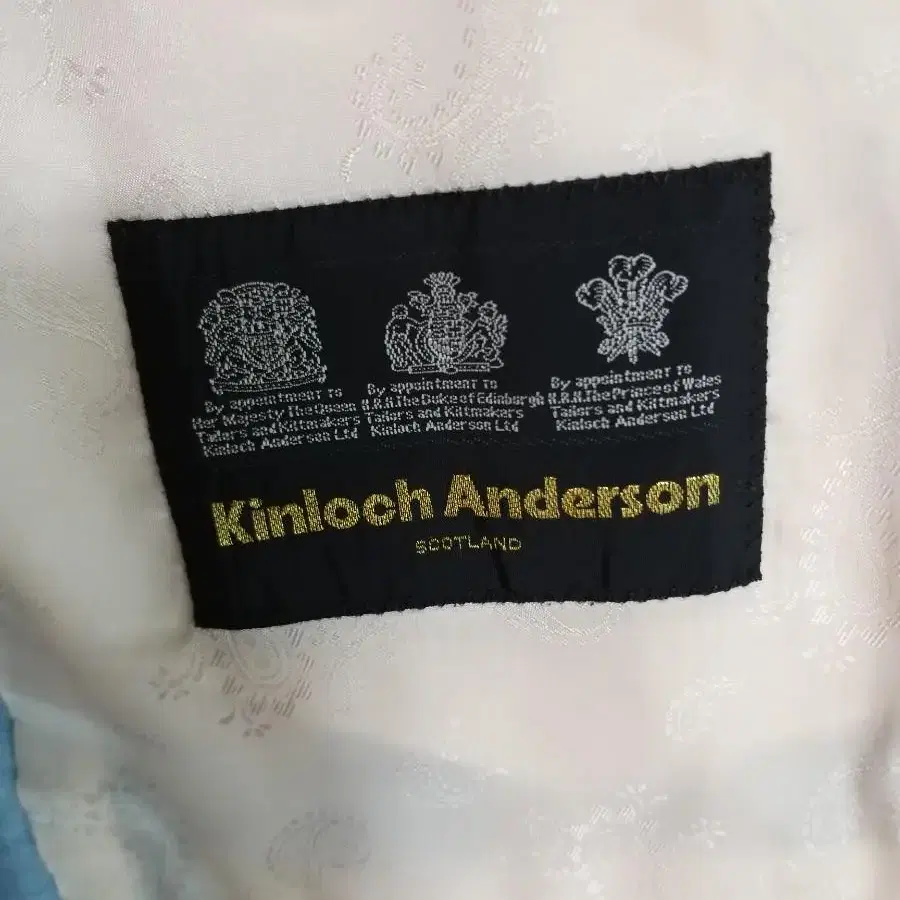 By appointment to
Her Majesty The Queen
Tailors and Kiltmakers
Kinloch Anderson Ltd
By appointment to
H.R.H.The Duke of Edinburgh
Tailors and Kiltmakers
Kinloch Anderson Ltd
By appointment to
H.R.H.The Prince of Wales
Tailors and Kiltmakers
Kinloch Anderson Ltd
Kinloch Anderson
SCOTLAND